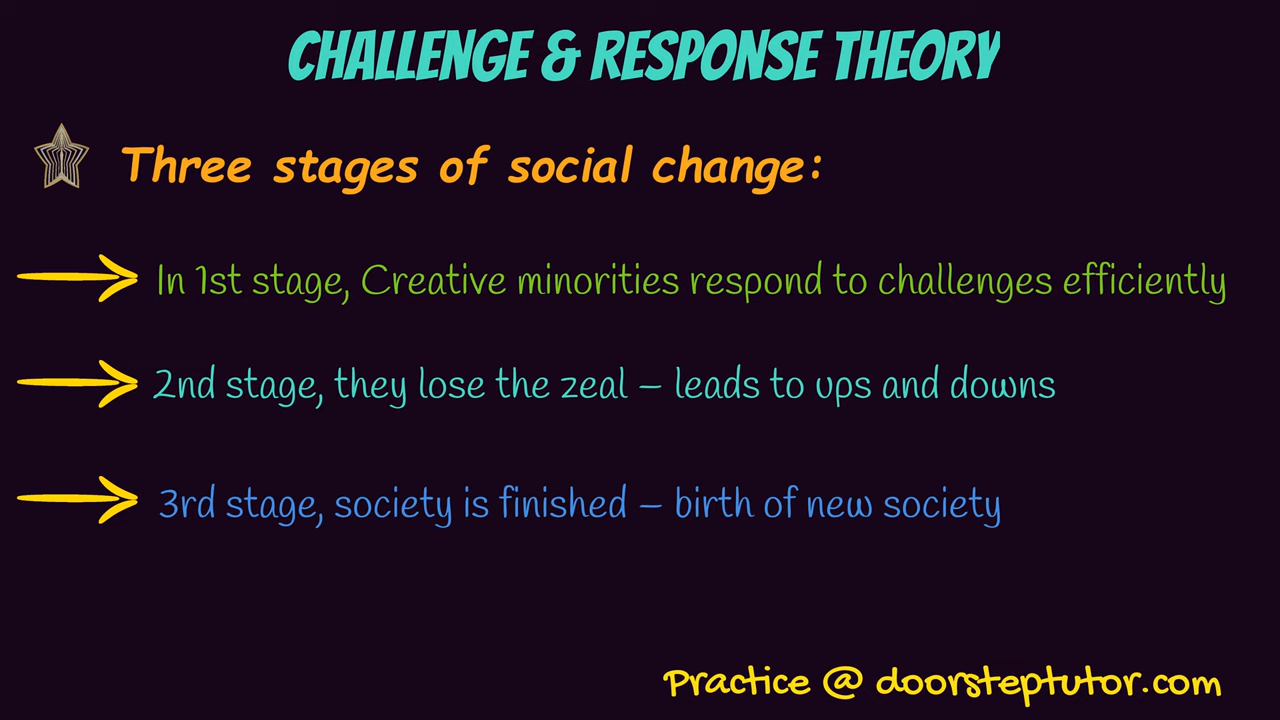 CHALLENGE & RESPONSE THEORY
Three stages of social change:
In 1st stage, Creative minorities respond to challenges efficiently
2nd stage, they lose the zeal – leads to ups and downs
3rd stage, society is finished – birth of new society
Practice @ doorsteptutor.com